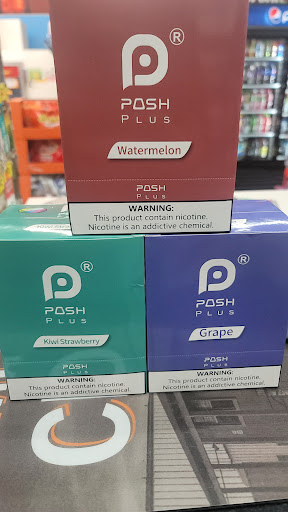 P®
POSH
PLUS
Watermelon
POSH
PLUS
WARNING:
This product contain nicotine.
Nicotine is an addictive chemical.
P®
POSH
PLUS
Kiwi Strawberry
POSH
PLUS
WARNING:
This product contain nicotine.
Nicotine is an addictive chemical.
P®
POSH
PLUS
Grape
POSH
PLUS
WARNING:
This product contain nicotine.
Nicotine is an addictive chemical.
C
pepsi